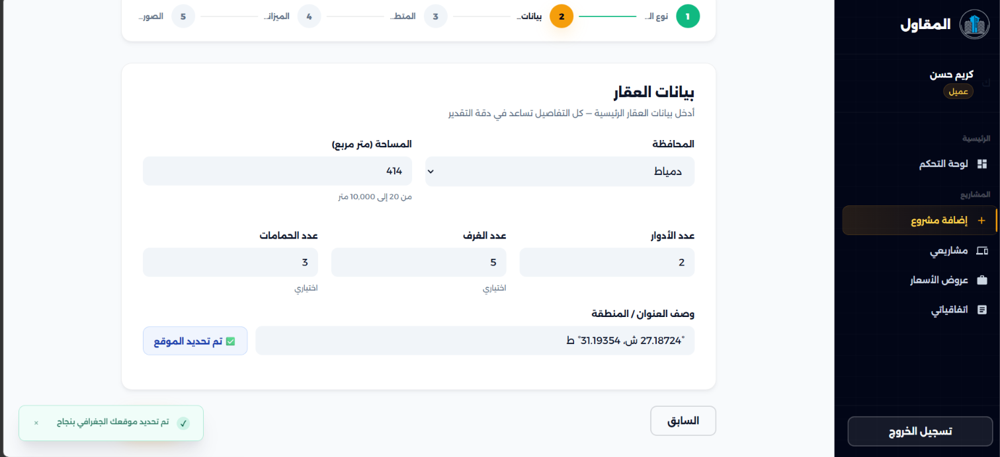 المقاول
كريم حسن
عميل
الرئيسية
لوحة التحكم
المشاريع
+ إضافة مشروع
مشاريعي
عروض الأسعار
اتفاقياتي
تسجيل الخروج
1 نوع الـ... 2 بيانات... 3 المتط... 4 الميزانـ... 5 الصور...
بيانات العقار
أدخل بيانات العقار الرئيسية — كل التفاصيل تساعد في دقة التقدير
المحافظة
دمياط
المساحة (متر مربع)
414
من 20 إلى 10,000 متر
عدد الأدوار
2
عدد الغرف
5
اختياري
عدد الحمامات
3
اختياري
وصف العنوان / المنطقة
27.18724° ش، 31.19354° ط
✅ تم تحديد الموقع
السابق
✓ تم تحديد موقعك الجغرافي بنجاح ×